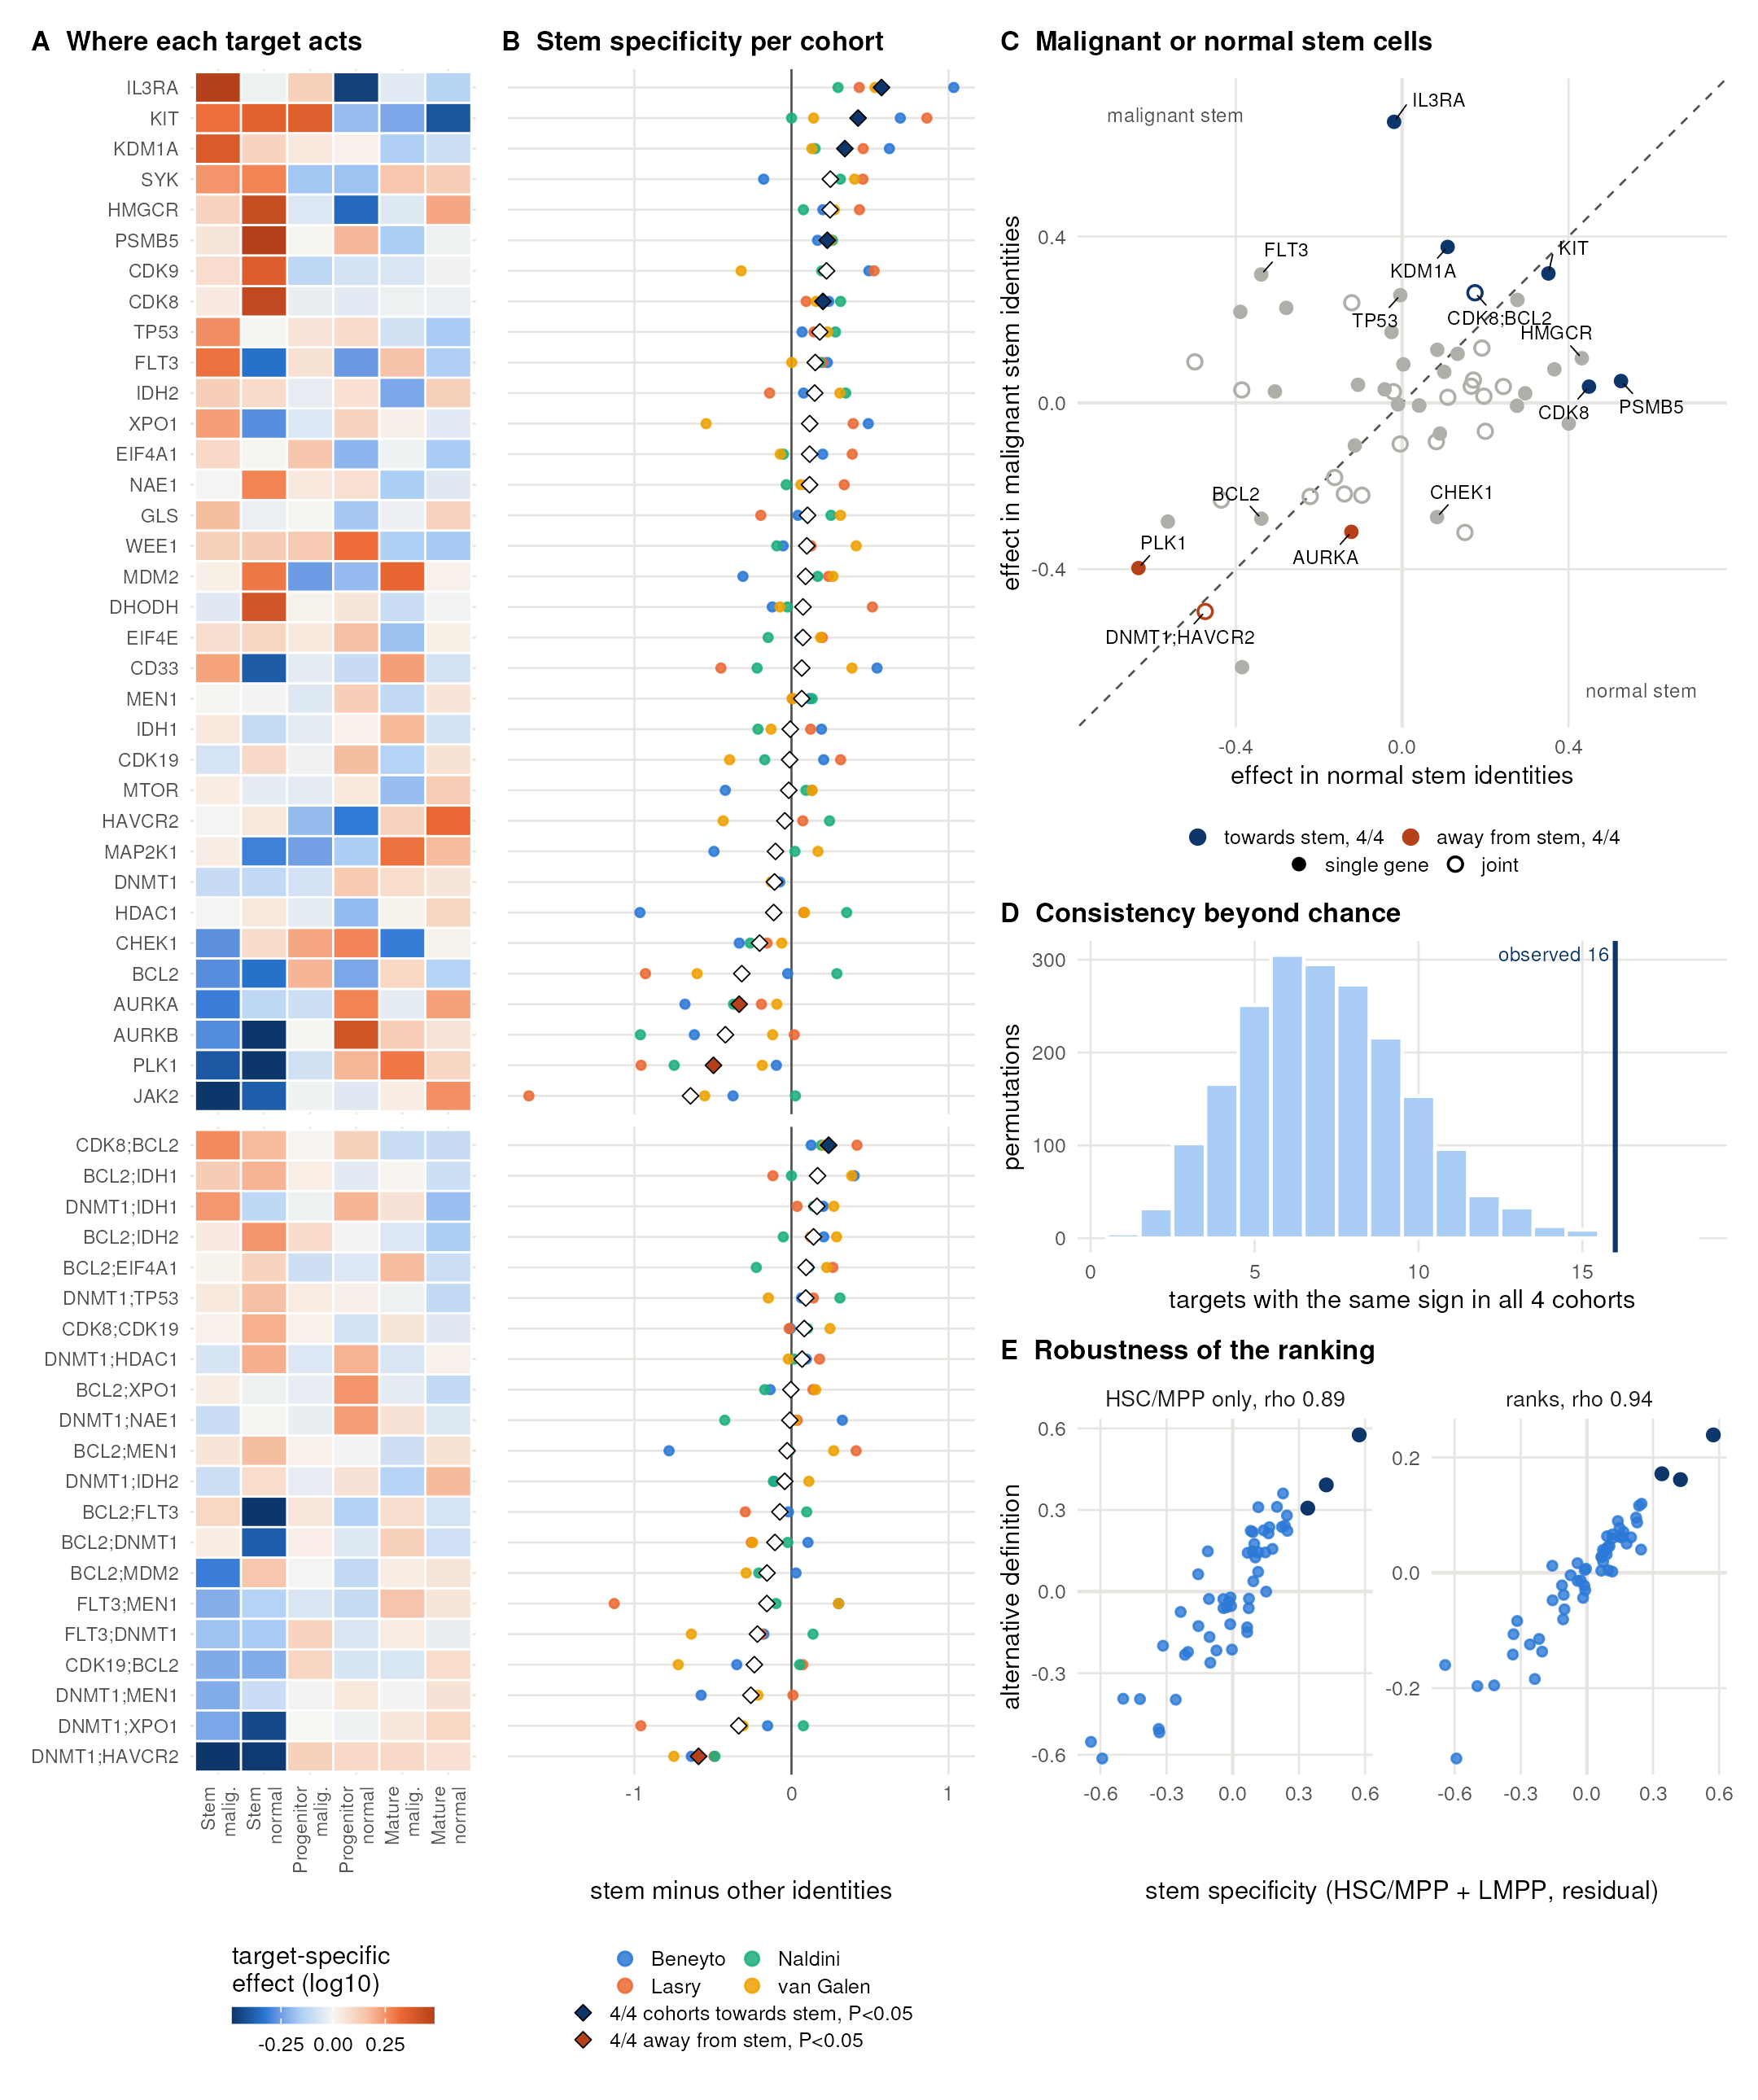 A Where each target acts
IL3RA
KIT
KDM1A
SYK
HMGCR
PSMB5
CDK9
CDK8
TP53
FLT3
IDH2
XPO1
EIF4A1
NAE1
GLS
WEE1
MDM2
DHODH
EIF4E
CD33
MEN1
IDH1
CDK19
MTOR
HAVCR2
MAP2K1
DNMT1
HDAC1
CHEK1
BCL2
AURKA
AURKB
PLK1
JAK2
CDK8;BCL2
BCL2;IDH1
DNMT1;IDH1
BCL2;IDH2
BCL2;EIF4A1
DNMT1;TP53
CDK8;CDK19
DNMT1;HDAC1
BCL2;XPO1
DNMT1;NAE1
BCL2;MEN1
DNMT1;IDH2
BCL2;FLT3
BCL2;DNMT1
BCL2;MDM2
FLT3;MEN1
FLT3;DNMT1
CDK19;BCL2
DNMT1;MEN1
DNMT1;XPO1
DNMT1;HAVCR2
Stem
malig.
Stem
normal
Progenitor
malig.
Progenitor
normal
Mature
malig.
Mature
normal
target-specific
effect (log10)
-0.25 0.00 0.25
B Stem specificity per cohort
-1 0 1
stem minus other identities
Beneyto Naldini
Lasry van Galen
4/4 cohorts towards stem, P<0.05
4/4 away from stem, P<0.05
C Malignant or normal stem cells
effect in malignant stem identities
0.4
0.0
-0.4
malignant stem
IL3RA
FLT3
KIT
KDM1A
TP53
CDK8;BCL2
HMGCR
CDK8
PSMB5
BCL2
CHEK1
PLK1
AURKA
DNMT1;HAVCR2
normal stem
-0.4 0.0 0.4
effect in normal stem identities
towards stem, 4/4 away from stem, 4/4
single gene joint
D Consistency beyond chance
permutations
300
200
100
0
observed 16
0 5 10 15
targets with the same sign in all 4 cohorts
E Robustness of the ranking
HSC/MPP only, rho 0.89 ranks, rho 0.94
alternative definition
0.6
0.3
0.0
-0.3
-0.6
0.2
0.0
-0.2
-0.6 -0.3 0.0 0.3 0.6
-0.6 -0.3 0.0 0.3 0.6
stem specificity (HSC/MPP + LMPP, residual)